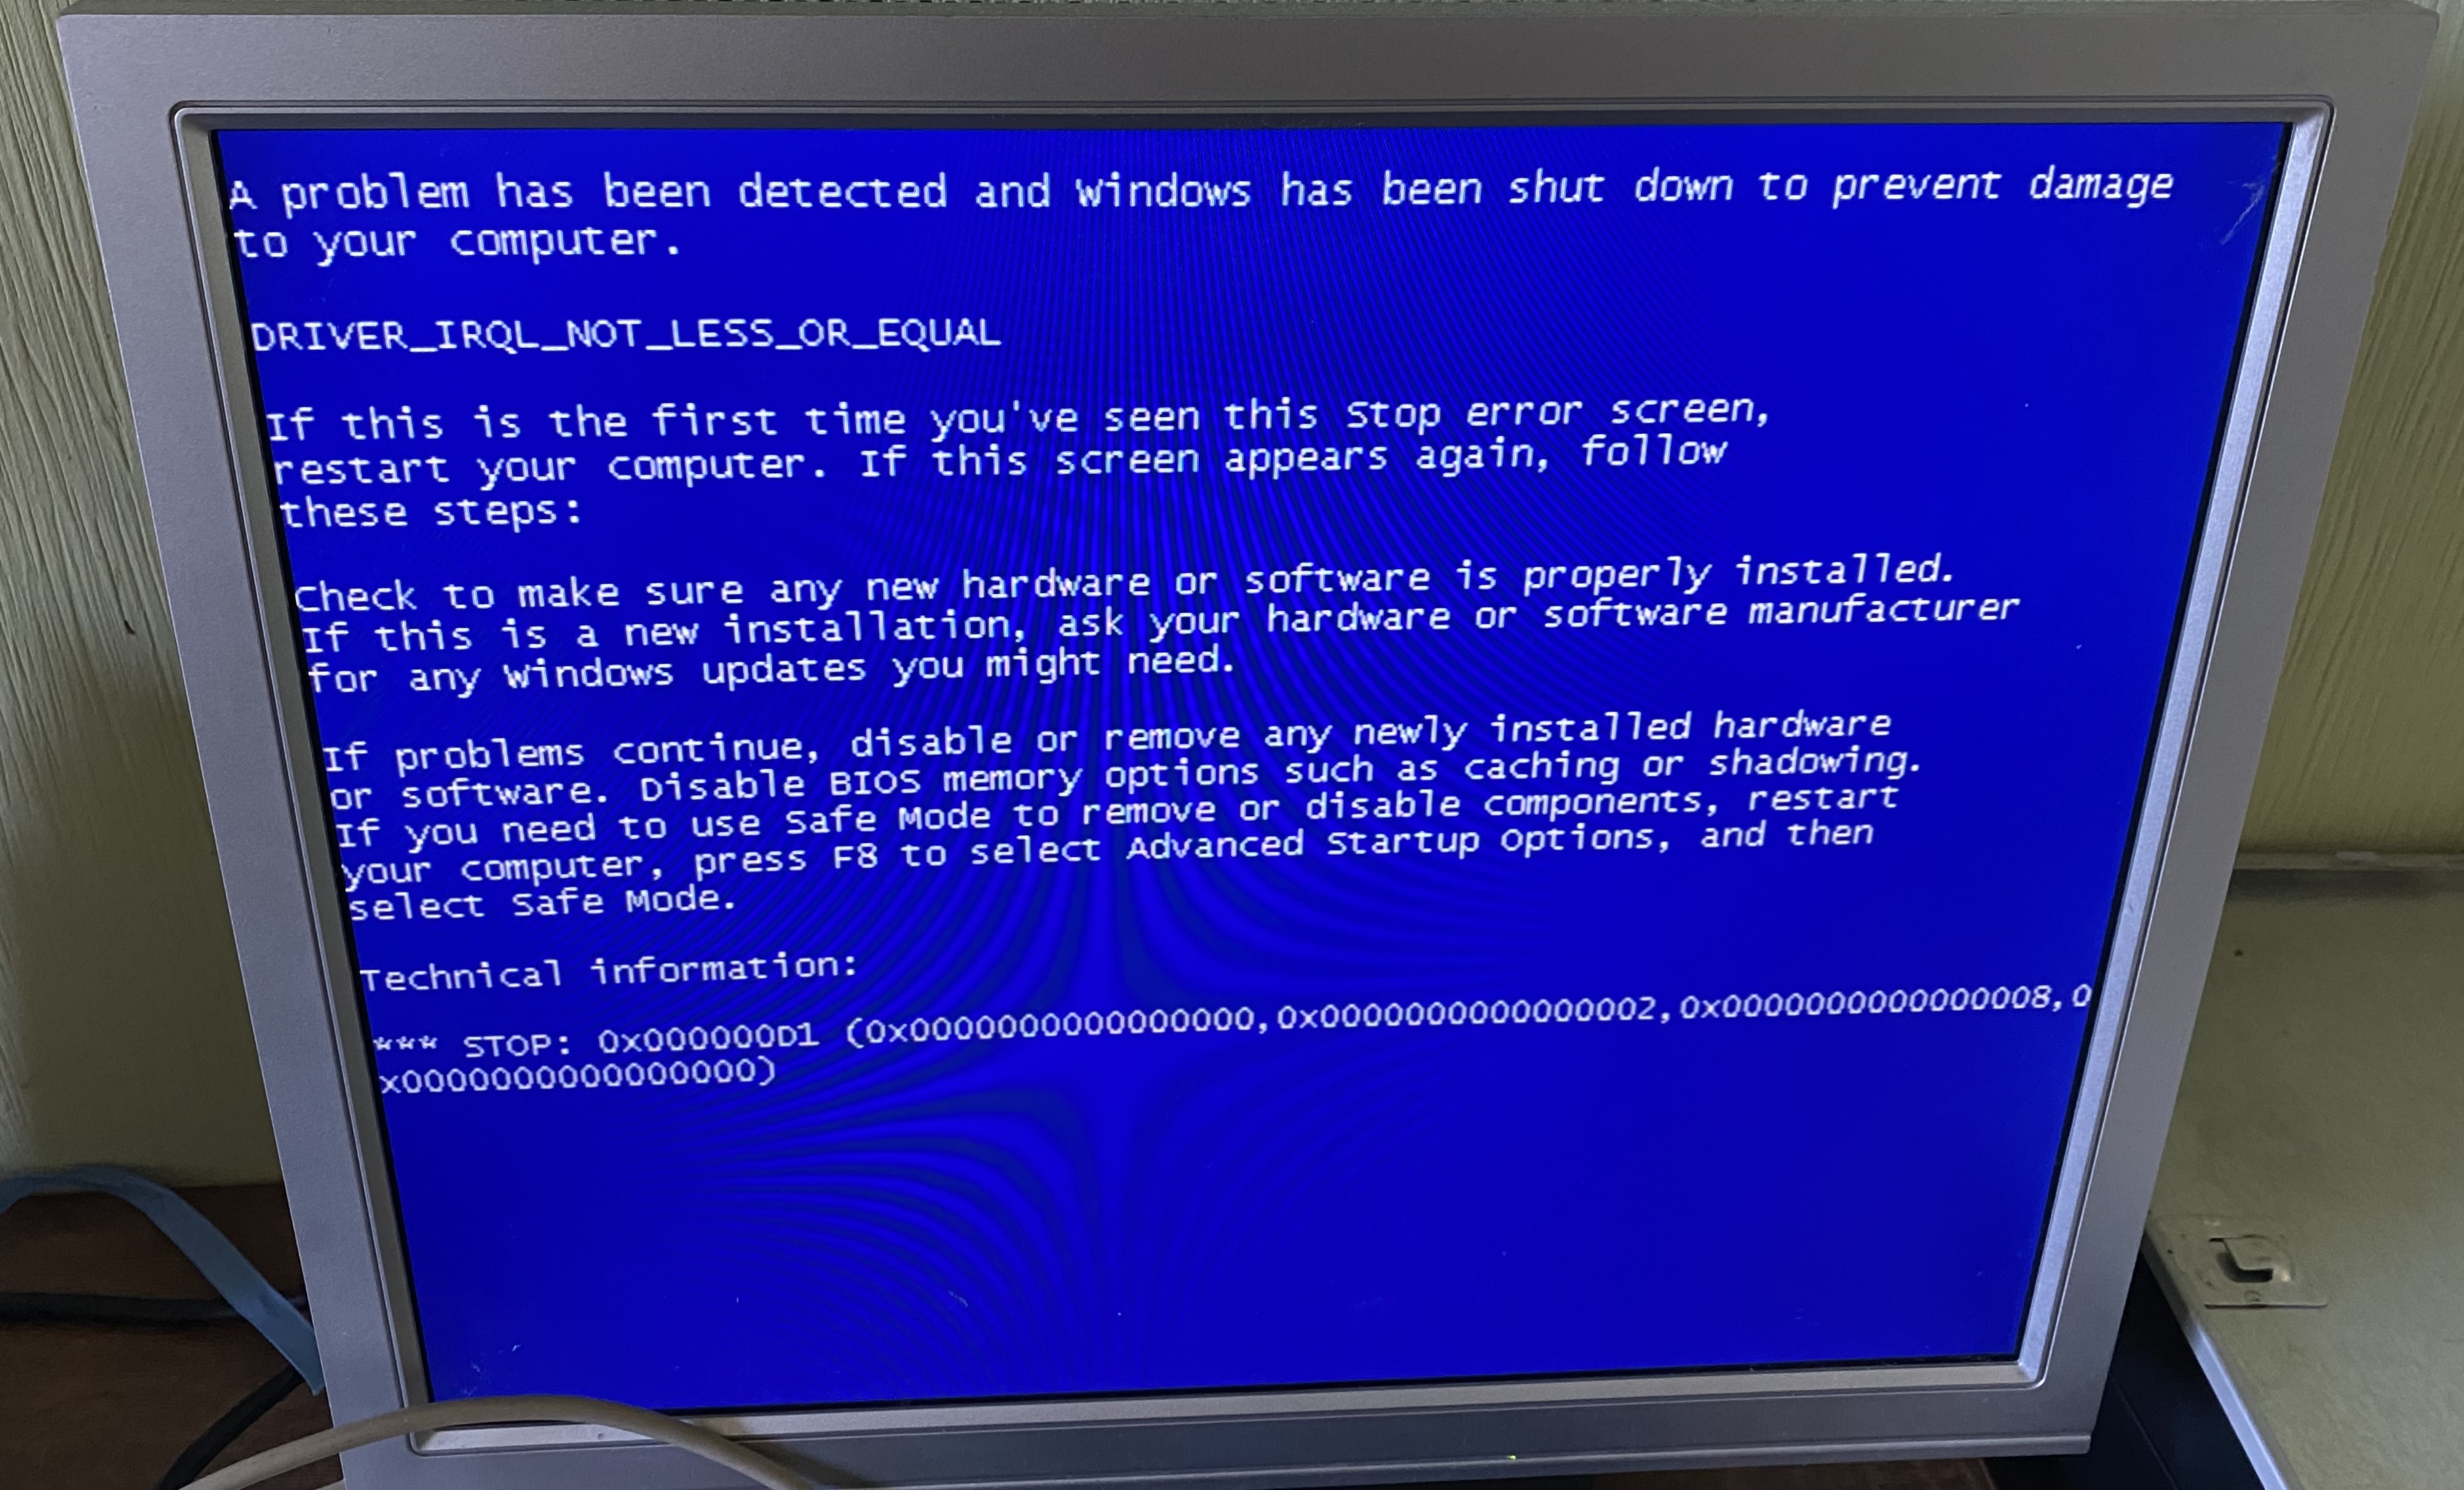 A problem has been detected and windows has been shut down to prevent damage
to your computer.
DRIVER_IRQL_NOT_LESS_OR_EQUAL
If this is the first time you've seen this Stop error screen,
restart your computer. If this screen appears again, follow
these steps:
Check to make sure any new hardware or software is properly installed.
If this is a new installation, ask your hardware or software manufacturer
for any windows updates you might need.
If problems continue, disable or remove any newly installed hardware
or software. Disable BIOS memory options such as caching or shadowing.
If you need to use Safe Mode to remove or disable components, restart
your computer, press F8 to select Advanced Startup Options, and then
select Safe Mode.
Technical information:
*** STOP: 0x000000D1 (0x0000000000000000,0x0000000000000002,0x0000000000000008,0
x0000000000000000)